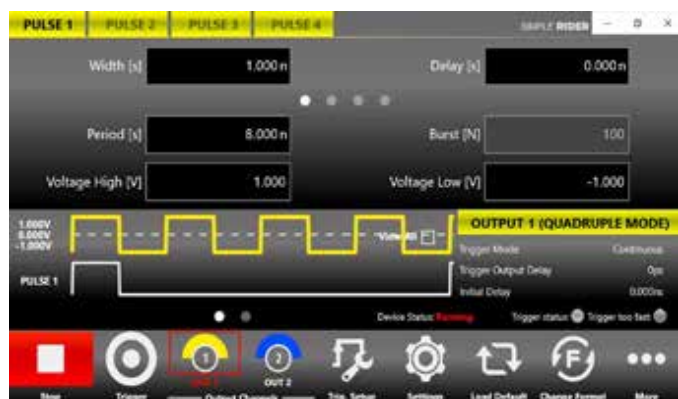 PULSE 1 PULSE 2 PULSE 3 PULSE 4 SIMPLE RIDER
Width [s] 1.000 n Delay [s] 0.000 n
Period [s] 8.000 n Burst [N] 100
Voltage High [V] 1.000 Voltage Low [V] -1.000
1.000V
0.000V
-1.000V
View All
PULSE 1
OUTPUT 1 (QUADRUPLE MODE)
Trigger Mode Continuous
Trigger Output Delay 0ps
Initial Delay 0.000ns
Device Status: Running Trigger status Trigger too fast
1 2
OUT 1 OUT 2
Stop Trigger Output Channels Trig. Setup Settings Load Default Change Format More